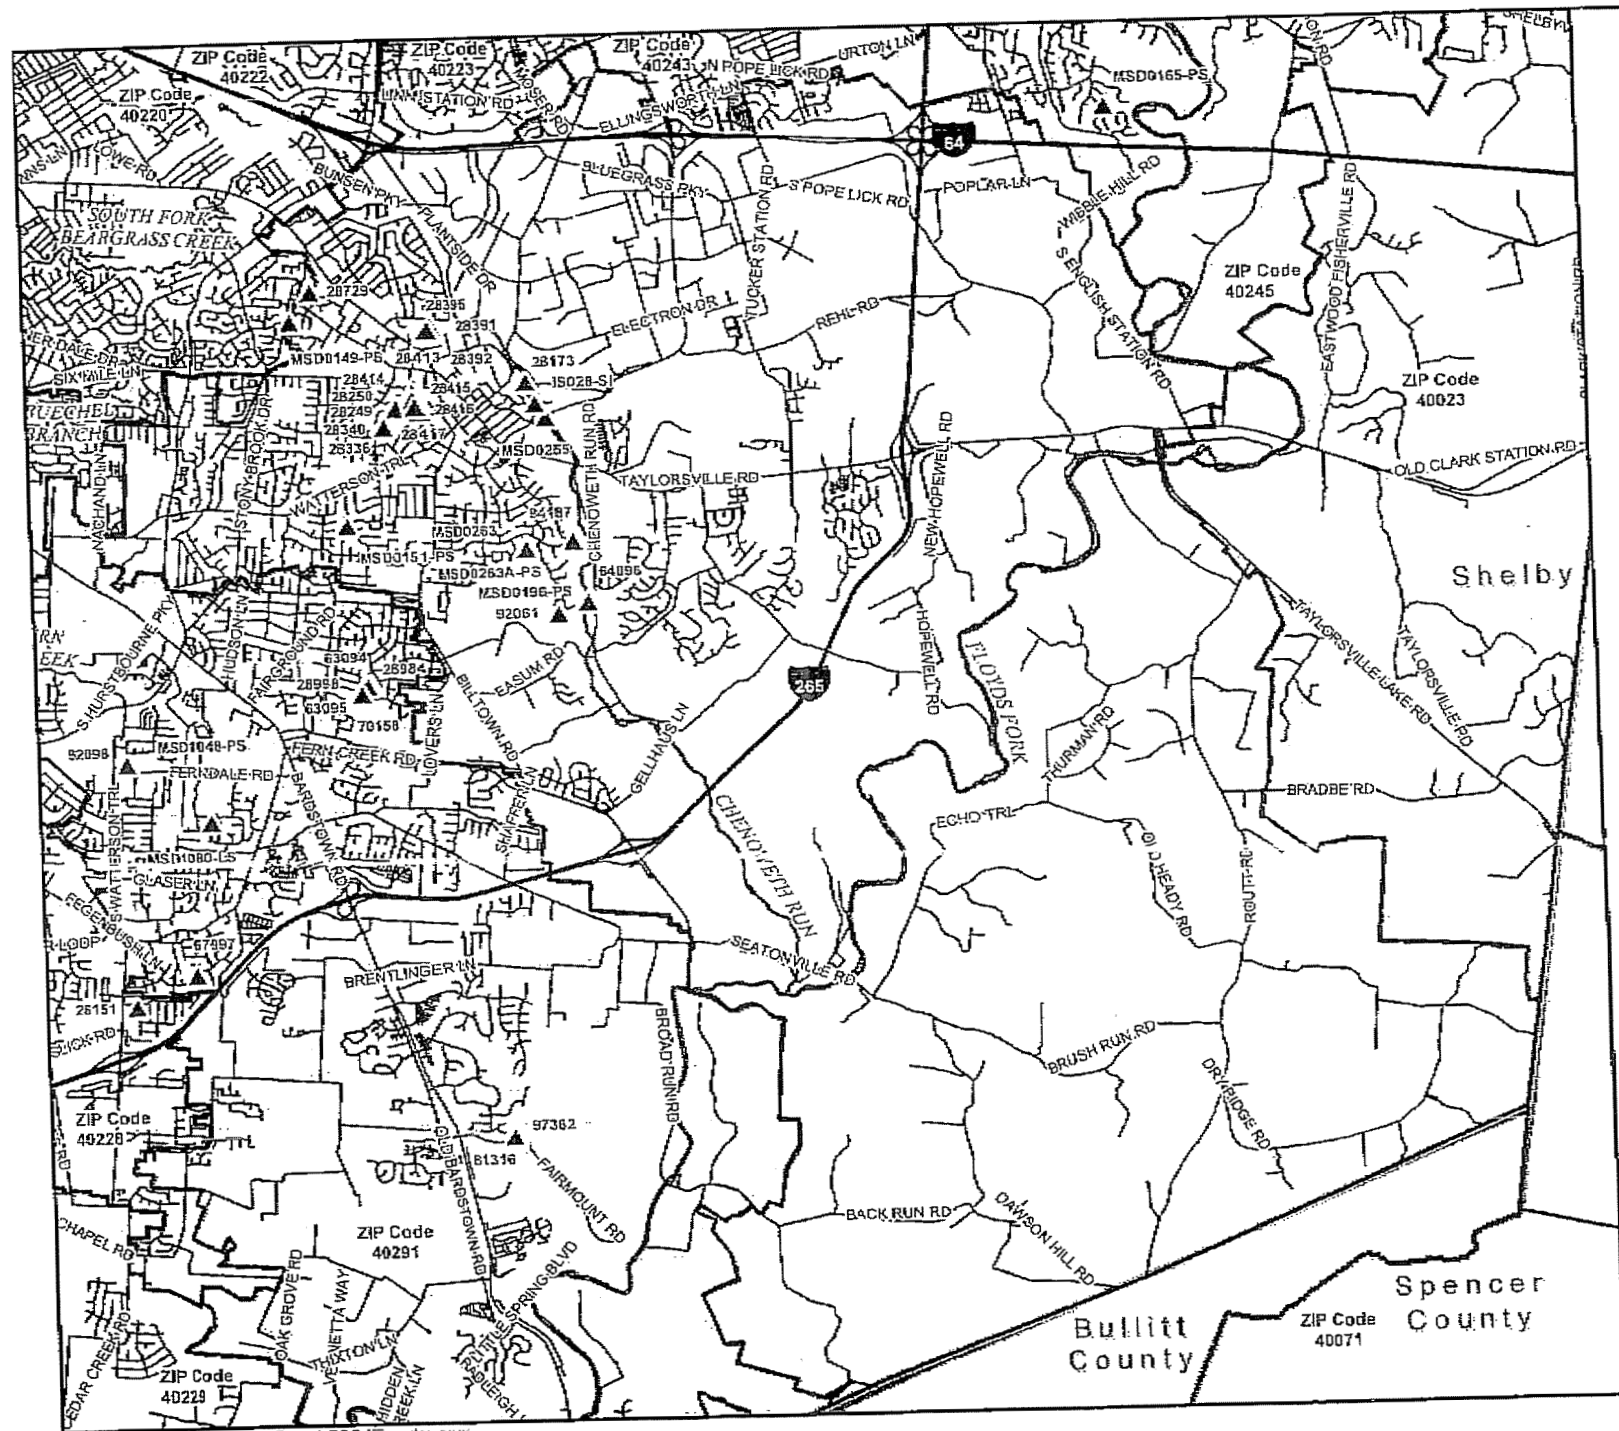 ZIP Code
40222
ZIP Code
40223
ZIP Code
40243
URTON LN
N POPE LICK RD
MSD0165-PS
ZIP Code
40220
LINN STATION RD
ELLINGSWORTH LN
64
LOWE RD
BUNSEN PKY
BLUEGRASS PKY
S POPE LICK RD
POPLAR LN
WIBBLE HILL RD
SOUTH FORK
BEARGRASS CREEK
PLANTSIDE DR
TUCKER STATION RD
S ENGLISH STATION RD
ZIP Code
40245
EASTWOOD FISHERVILLE RD
28729
28395
28391
ELECTRON DR
REHL RD
MSD0149-PS
28413
28392
28173
IS028-SI
SIX MILE LN
28414
28415
28250
28249
28416
28340
28417
28336
MSD0255
ZIP Code
40023
BRANCH
STONY BROOK DR
WATTERSON TRL
CHENOWETH RUN RD
TAYLORSVILLE RD
NEW HOPEWELL RD
OLD CLARK STATION RD
NACHAND LN
MSD0263
84187
MSD0151-PS
MSD0263A-PS
64096
MSD0196-PS
92061
Shelby
S HURSTBOURNE PKY
HUDSON LN
FAIRGROUND RD
63094
28984
28998
63095
70158
BILLTOWN RD
EASUM RD
265
HOPEWELL RD
FLOYDS FORK
TAYLORSVILLE LAKE RD
TAYLORSVILLE RD
92098
MSD1048-PS
FERN CREEK RD
FERNDALE RD
LOVERS LN
GELLHAUS LN
THURMAN RD
BRADBE RD
S WATTERSON TRL
BARDSTOWN RD
SHAFFER LN
CHENOWETH RUN
ECHO TRL
OLD HEADY RD
ROUTT RD
MSD1080-LS
GLASER LN
FEGENBUSH LN
R LOOP
67997
BRENTLINGER LN
SEATONVILLE RD
28151
SLICK RD
BROAD RUN RD
BRUSH RUN RD
DRY RIDGE RD
ZIP Code
40228
97362
81316
OLD BARDSTOWN RD
FAIRMOUNT RD
CHAPEL RD
ZIP Code
40291
BACK RUN RD
DAWSON HILL RD
OAK GROVE RD
VENNETTA WAY
THIXTON LN
Spencer
County
ZIP Code
40071
Bullitt
County
CEDAR CREEK RD
ZIP Code
40229
HIDDEN